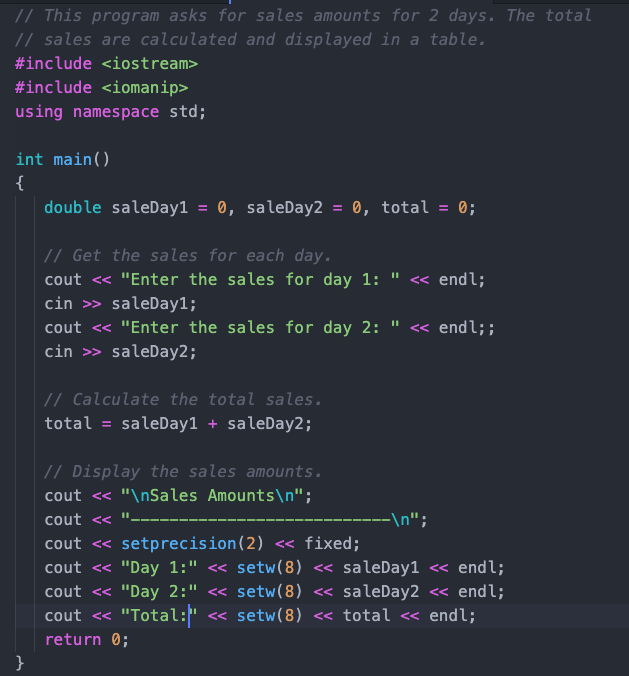 // This program asks for sales amounts for 2 days. The total
// sales are calculated and displayed in a table.
#include <iostream>
#include <iomanip>
using namespace std;

int main()
{
    double saleDay1 = 0, saleDay2 = 0, total = 0;

    // Get the sales for each day.
    cout << "Enter the sales for day 1: " << endl;
    cin >> saleDay1;
    cout << "Enter the sales for day 2: " << endl;;
    cin >> saleDay2;

    // Calculate the total sales.
    total = saleDay1 + saleDay2;

    // Display the sales amounts.
    cout << "\nSales Amounts\n";
    cout << "---------------------------\n";
    cout << setprecision(2) << fixed;
    cout << "Day 1:" << setw(8) << saleDay1 << endl;
    cout << "Day 2:" << setw(8) << saleDay2 << endl;
    cout << "Total:" << setw(8) << total << endl;
    return 0;
}